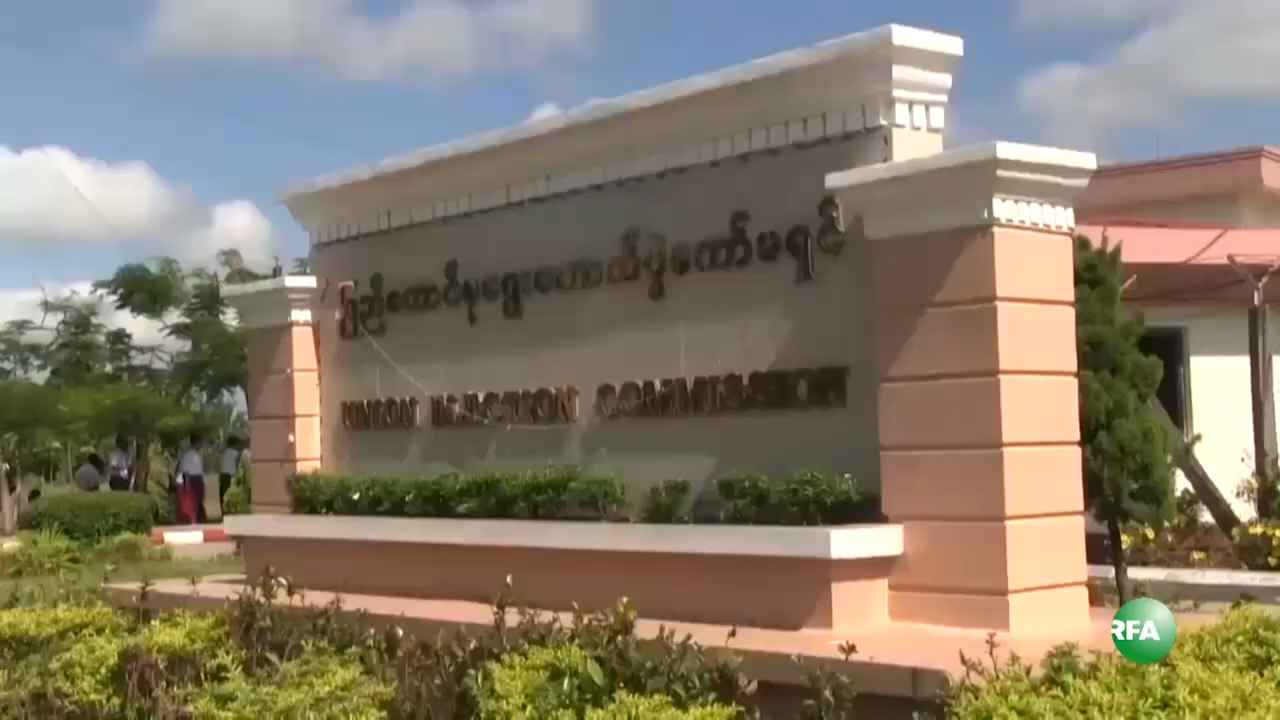 ပြည်ထောင်စုရွေးကောက်ပွဲကော်မရှင်
UNION ELECTION COMMISSION
RFA